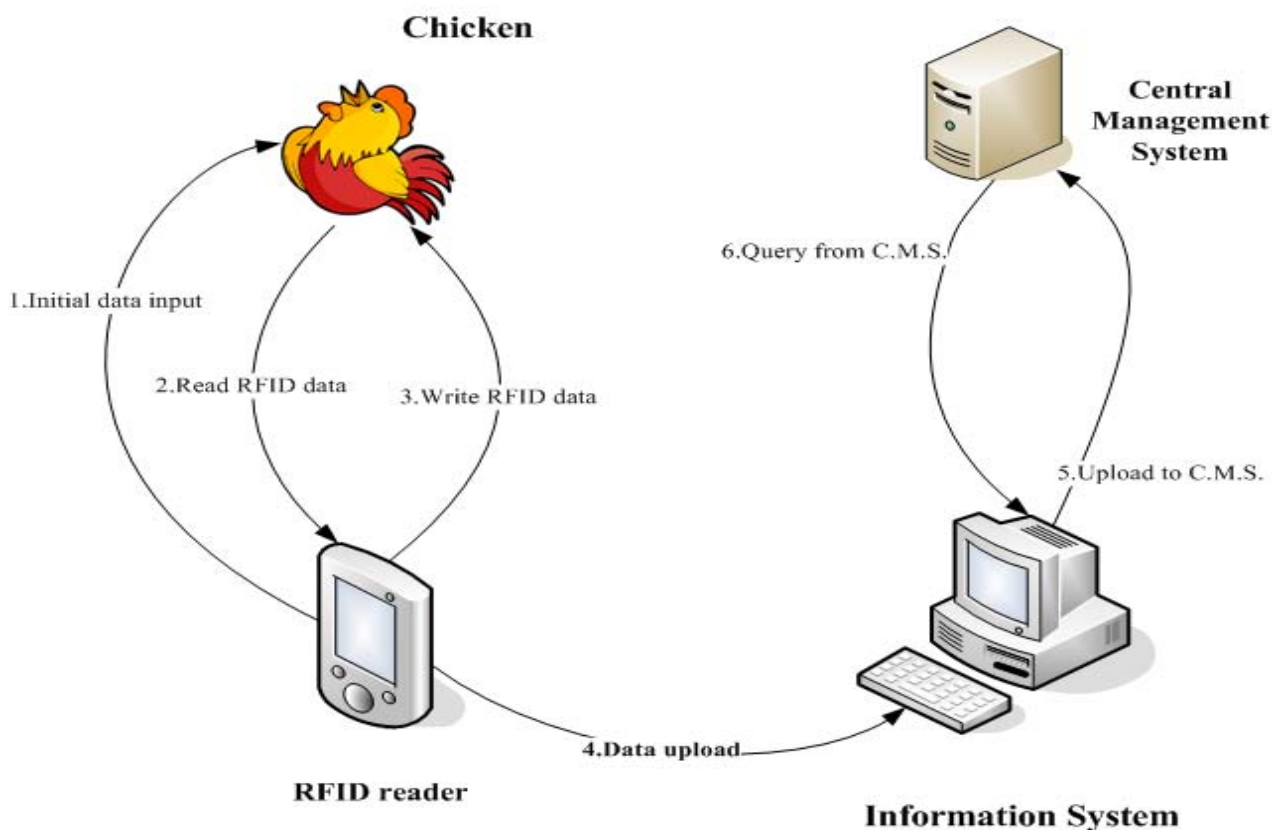 Chicken
Central
Management
System
6.Query from C.M.S.
1.Initial data input
2.Read RFID data
3.Write RFID data
5.Upload to C.M.S.
4.Data upload
RFID reader
Information System